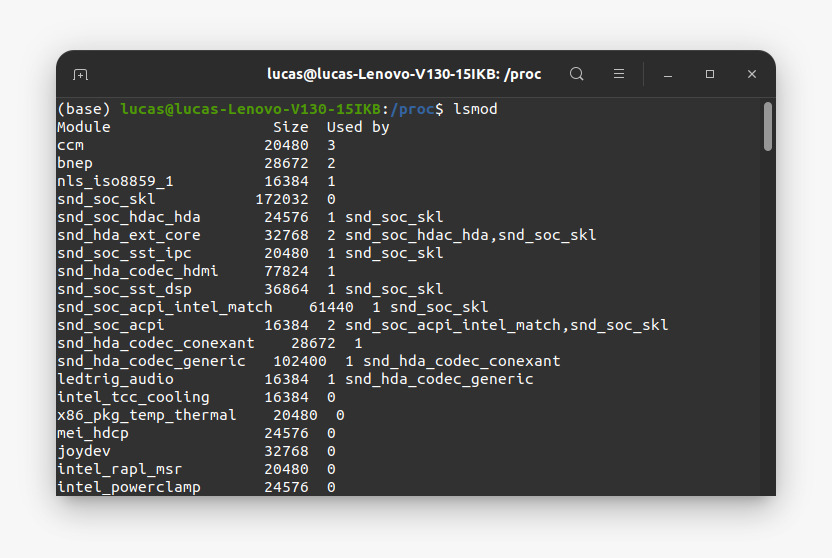 lucas@lucas-Lenovo-V130-15IKB: /proc
(base) lucas@lucas-Lenovo-V130-15IKB:/proc$ lsmod
Module                  Size  Used by
ccm                    20480  3
bnep                   28672  2
nls_iso8859_1          16384  1
snd_soc_skl           172032  0
snd_soc_hdac_hda       24576  1 snd_soc_skl
snd_hda_ext_core       32768  2 snd_soc_hdac_hda,snd_soc_skl
snd_soc_sst_ipc        20480  1 snd_soc_skl
snd_hda_codec_hdmi     77824  1
snd_soc_sst_dsp        36864  1 snd_soc_skl
snd_soc_acpi_intel_match    61440  1 snd_soc_skl
snd_soc_acpi           16384  2 snd_soc_acpi_intel_match,snd_soc_skl
snd_hda_codec_conexant    28672  1
snd_hda_codec_generic   102400  1 snd_hda_codec_conexant
ledtrig_audio          16384  1 snd_hda_codec_generic
intel_tcc_cooling      16384  0
x86_pkg_temp_thermal    20480  0
mei_hdcp               24576  0
joydev                 32768  0
intel_rapl_msr         20480  0
intel_powerclamp       24576  0